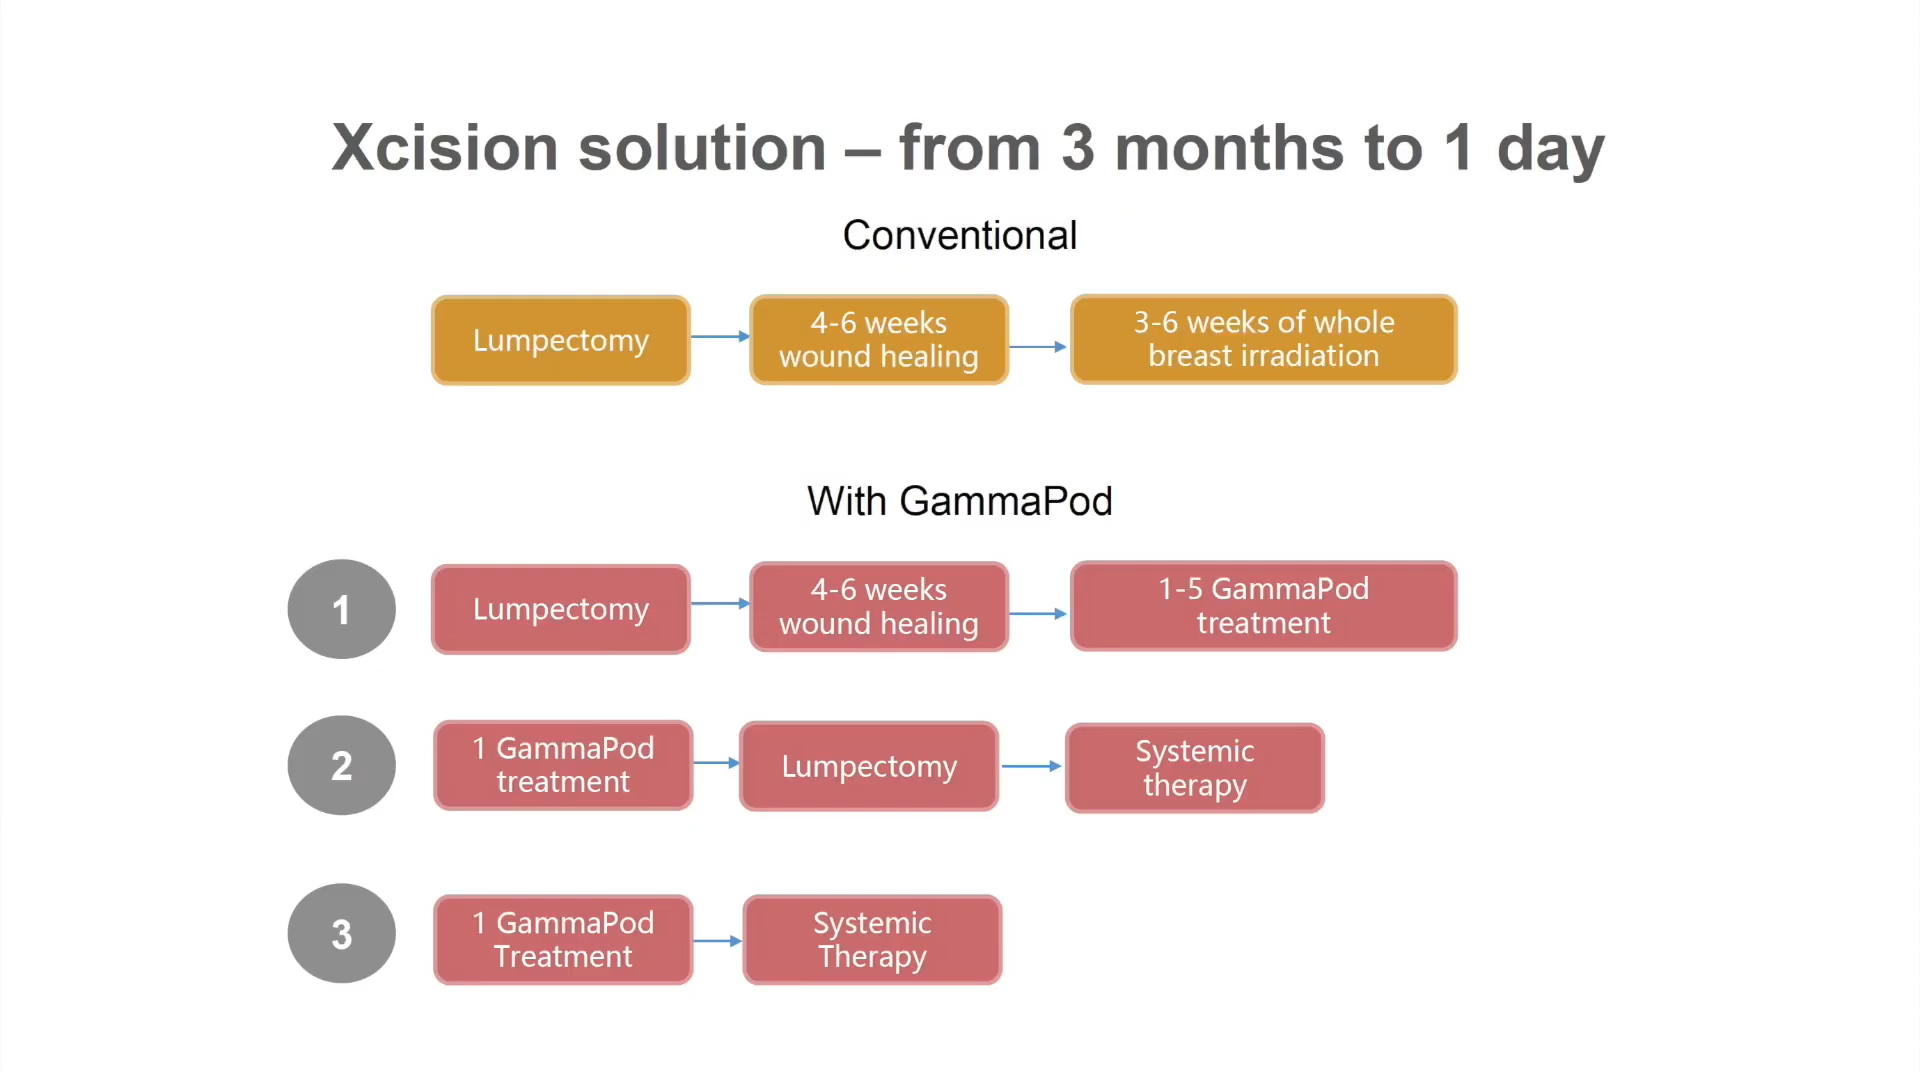 Xcision solution – from 3 months to 1 day
Conventional
Lumpectomy
4-6 weeks
wound healing
3-6 weeks of whole
breast irradiation
With GammaPod
1
Lumpectomy
4-6 weeks
wound healing
1-5 GammaPod
treatment
2
1 GammaPod
treatment
Lumpectomy
Systemic
therapy
3
1 GammaPod
Treatment
Systemic
Therapy